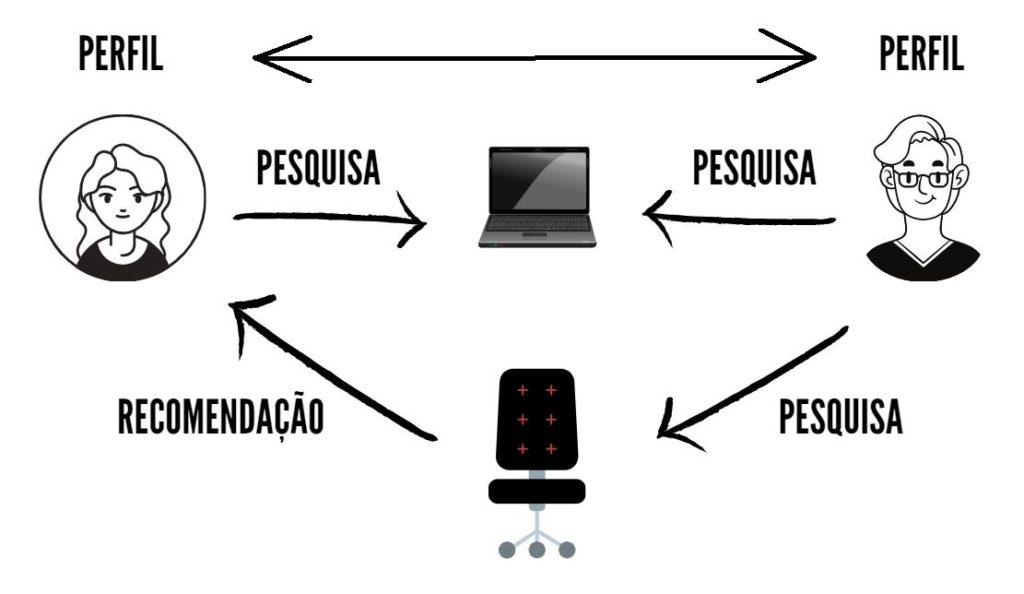 PERFIL
PERFIL
PESQUISA
PESQUISA
RECOMENDAÇÃO
PESQUISA